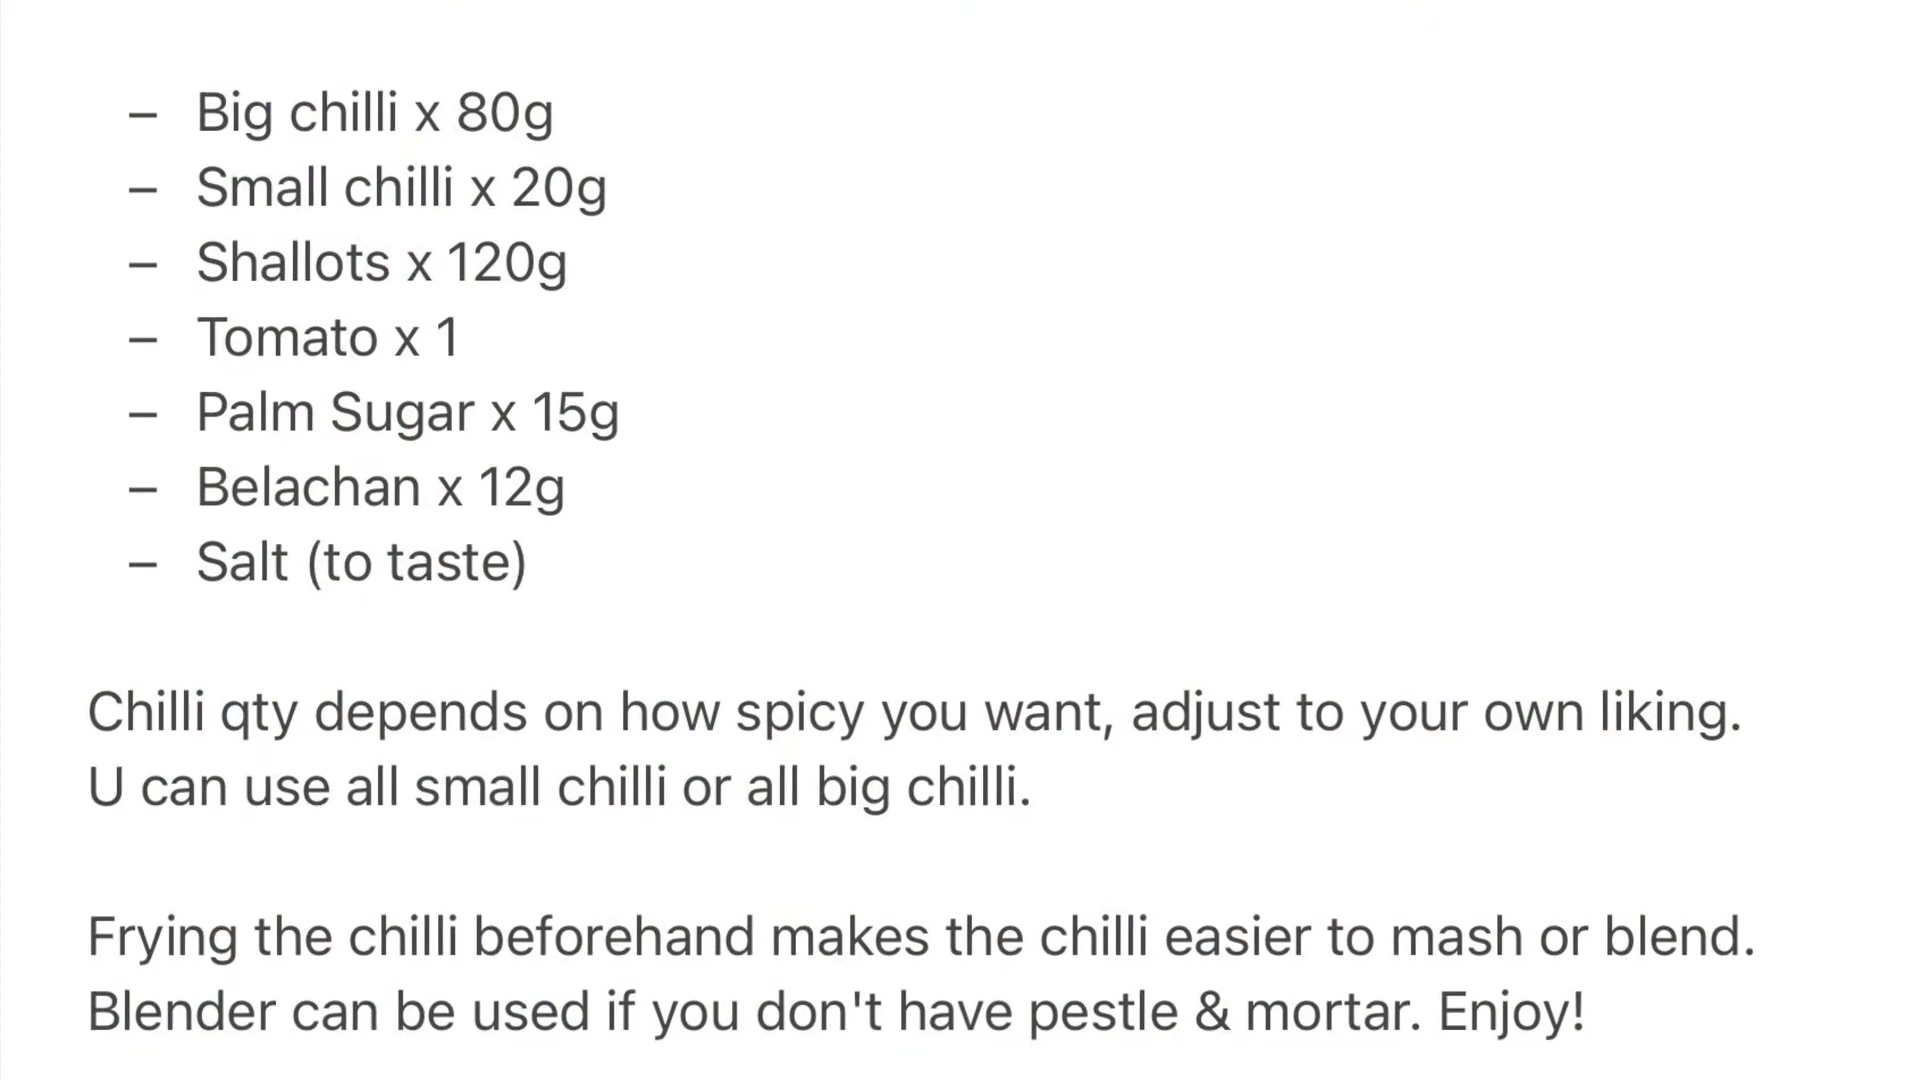 – Big chilli x 80g
– Small chilli x 20g
– Shallots x 120g
– Tomato x 1
– Palm Sugar x 15g
– Belachan x 12g
– Salt (to taste)
Chilli qty depends on how spicy you want, adjust to your own liking.
U can use all small chilli or all big chilli.
Frying the chilli beforehand makes the chilli easier to mash or blend.
Blender can be used if you don't have pestle & mortar. Enjoy!